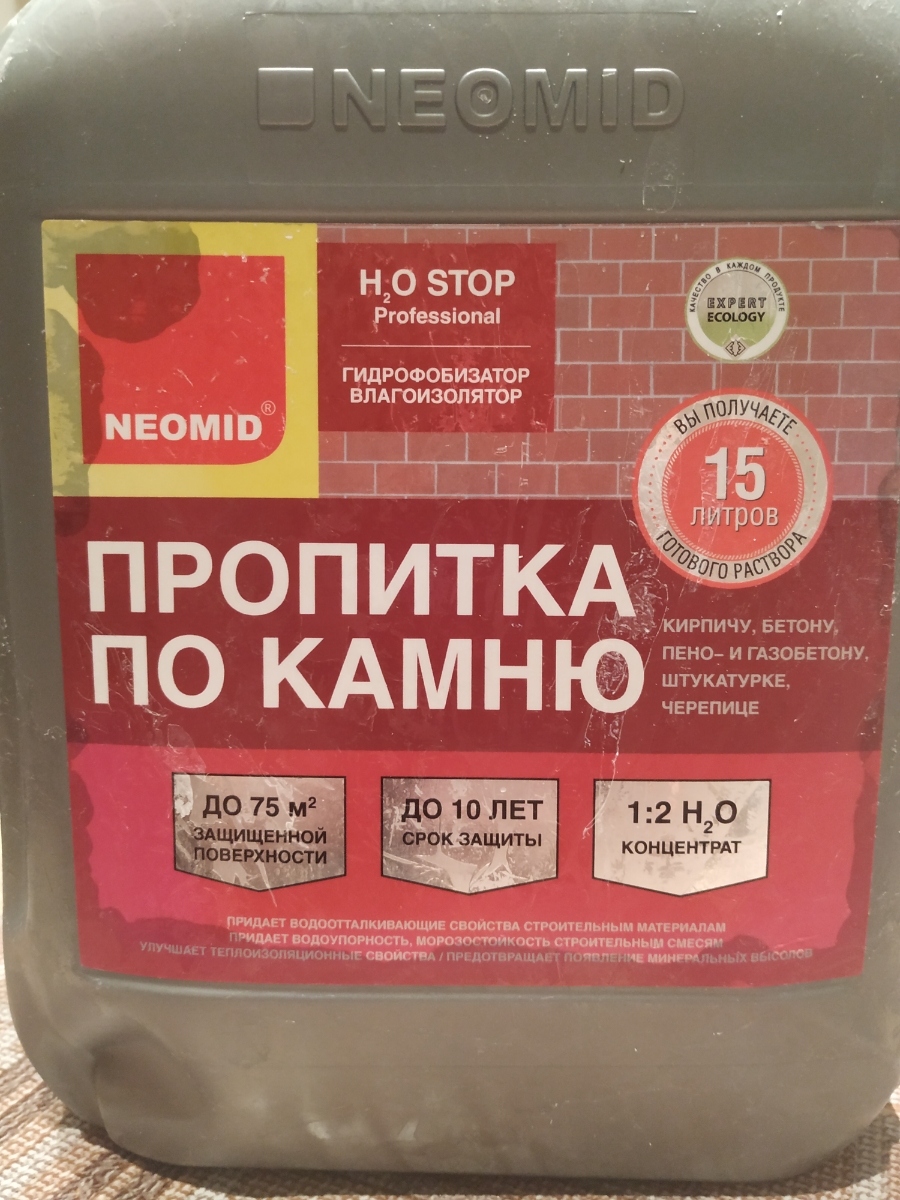 NEOMID
H₂O STOP
Professional
ГИДРОФОБИЗАТОР
ВЛАГОИЗОЛЯТОР
NEOMID®
КАЧЕСТВО В КАЖДОМ ПРОДУКТЕ
EXPERT
ECOLOGY
ВЫ ПОЛУЧАЕТЕ
15
ЛИТРОВ
ГОТОВОГО РАСТВОРА
ПРОПИТКА
ПО КАМНЮ
КИРПИЧУ, БЕТОНУ,
ПЕНО- И ГАЗОБЕТОНУ,
ШТУКАТУРКЕ,
ЧЕРЕПИЦЕ
ДО 75 м²
ЗАЩИЩЕННОЙ
ПОВЕРХНОСТИ
ДО 10 ЛЕТ
СРОК ЗАЩИТЫ
1:2 H₂O
КОНЦЕНТРАТ
ПРИДАЕТ ВОДООТТАЛКИВАЮЩИЕ СВОЙСТВА СТРОИТЕЛЬНЫМ МАТЕРИАЛАМ
ПРИДАЕТ ВОДОУПОРНОСТЬ, МОРОЗОСТОЙКОСТЬ СТРОИТЕЛЬНЫМ СМЕСЯМ
УЛУЧШАЕТ ТЕПЛОИЗОЛЯЦИОННЫЕ СВОЙСТВА / ПРЕДОТВРАЩАЕТ ПОЯВЛЕНИЕ МИНЕРАЛЬНЫХ ВЫСОЛОВ